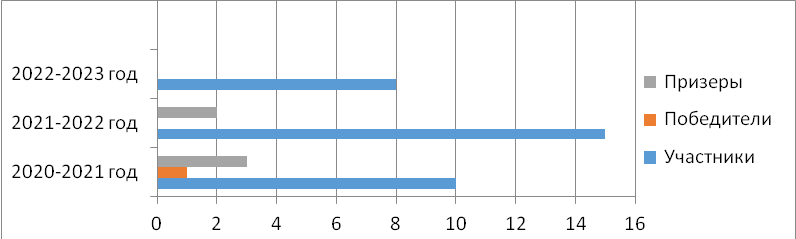 2022-2023 год
2021-2022 год
2020-2021 год
0 2 4 6 8 10 12 14 16
Призеры
Победители
Участники